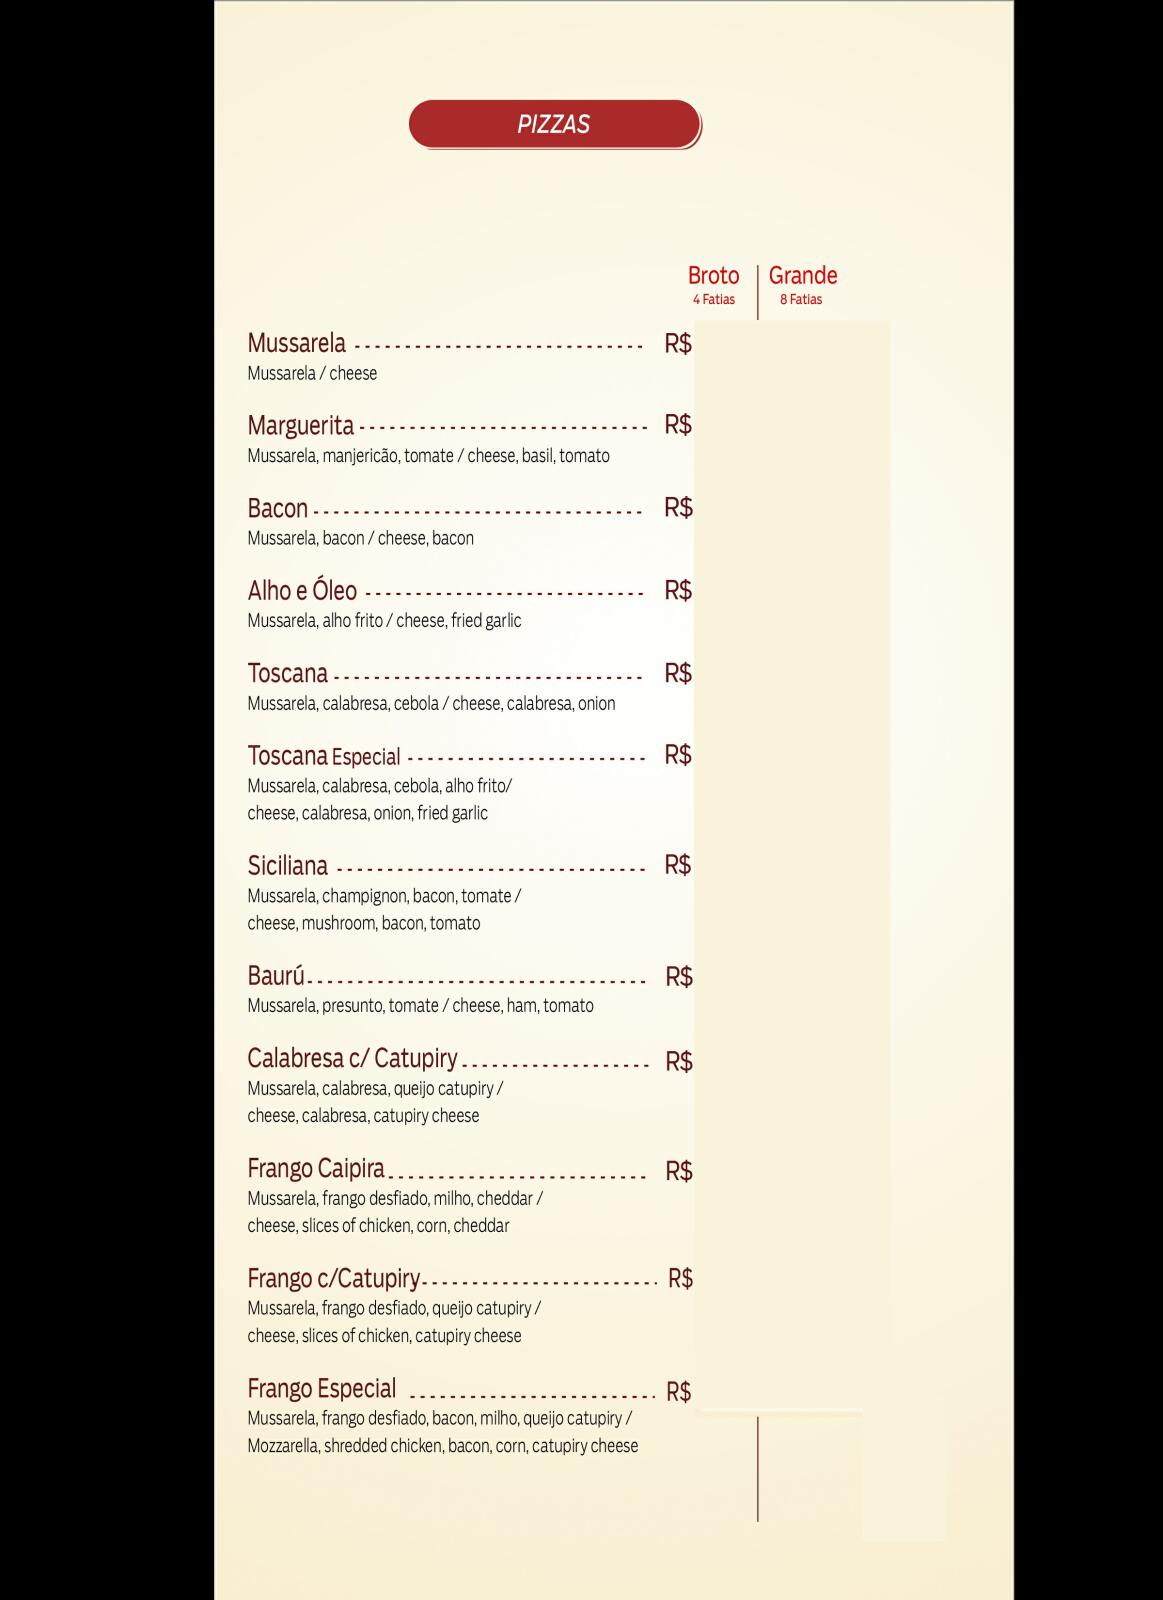 PIZZAS
Broto Grande
4 Fatias 8 Fatias
Mussarela R$
Mussarela / cheese
Marguerita R$
Mussarela, manjericão, tomate / cheese, basil, tomato
Bacon R$
Mussarela, bacon / cheese, bacon
Alho e Óleo R$
Mussarela, alho frito / cheese, fried garlic
Toscana R$
Mussarela, calabresa, cebola / cheese, calabresa, onion
Toscana Especial R$
Mussarela, calabresa, cebola, alho frito/
cheese, calabresa, onion, fried garlic
Siciliana R$
Mussarela, champignon, bacon, tomate /
cheese, mushroom, bacon, tomato
Baurú R$
Mussarela, presunto, tomate / cheese, ham, tomato
Calabresa c/ Catupiry R$
Mussarela, calabresa, queijo catupiry /
cheese, calabresa, catupiry cheese
Frango Caipira R$
Mussarela, frango desfiado, milho, cheddar /
cheese, slices of chicken, corn, cheddar
Frango c/Catupiry R$
Mussarela, frango desfiado, queijo catupiry /
cheese, slices of chicken, catupiry cheese
Frango Especial R$
Mussarela, frango desfiado, bacon, milho, queijo catupiry /
Mozzarella, shredded chicken, bacon, corn, catupiry cheese